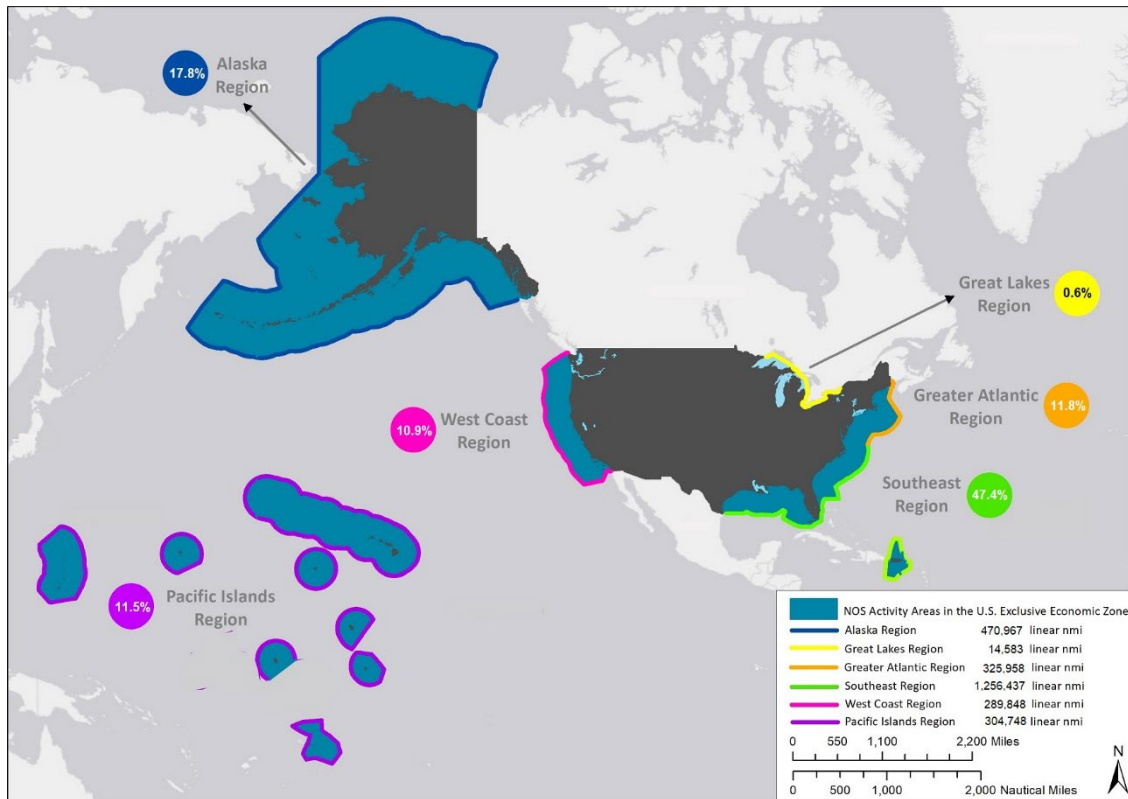 17.8%
Alaska
Region
Great Lakes
Region
0.6%
Greater Atlantic
Region
11.8%
10.9%
West Coast
Region
Southeast
Region
47.4%
11.5%
Pacific Islands
Region
NOS Activity Areas in the U.S. Exclusive Economic Zone
Alaska Region 470,967 linear nmi
Great Lakes Region 14,583 linear nmi
Greater Atlantic Region 325,958 linear nmi
Southeast Region 1,256,437 linear nmi
West Coast Region 289,848 linear nmi
Pacific Islands Region 304,748 linear nmi
0 550 1,100 2,200 Miles
0 500 1,000 2,000 Nautical Miles
N